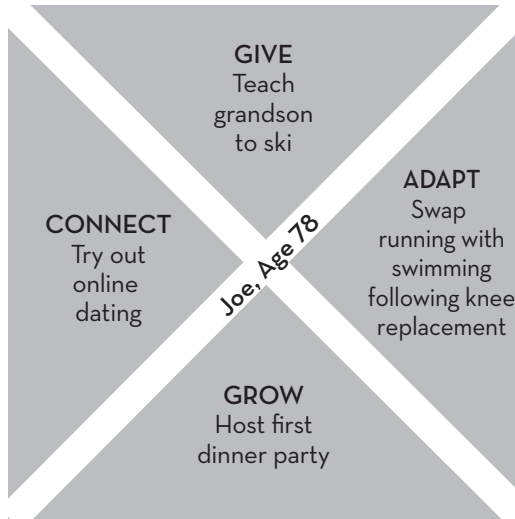 GIVE
Teach
grandson
to ski
CONNECT
Try out
online
dating
Joe, Age 78
ADAPT
Swap
running with
swimming
following knee
replacement
GROW
Host first
dinner party